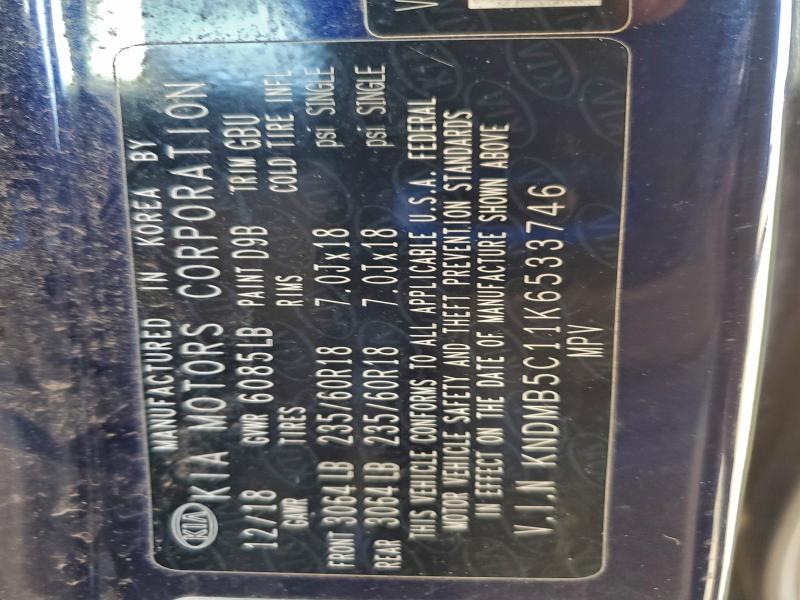 MANUFACTURED IN KOREA BY
KIA KIA MOTORS CORPORATION
12/18 GVWR 6085LB PAINT D9B TRIM GBU
GAWR TIRES RIMS COLD TIRE INFL
FRONT 3064LB 235/60R18 7.0Jx18 psi SINGLE
REAR 3064LB 235/60R18 7.0Jx18 psi SINGLE
THIS VEHICLE CONFORMS TO ALL APPLICABLE U.S.A. FEDERAL
MOTOR VEHICLE SAFETY AND THEFT PREVENTION STANDARDS
IN EFFECT ON THE DATE OF MANUFACTURE SHOWN ABOVE
V.I.N KNDMB5C11K6533746
MPV